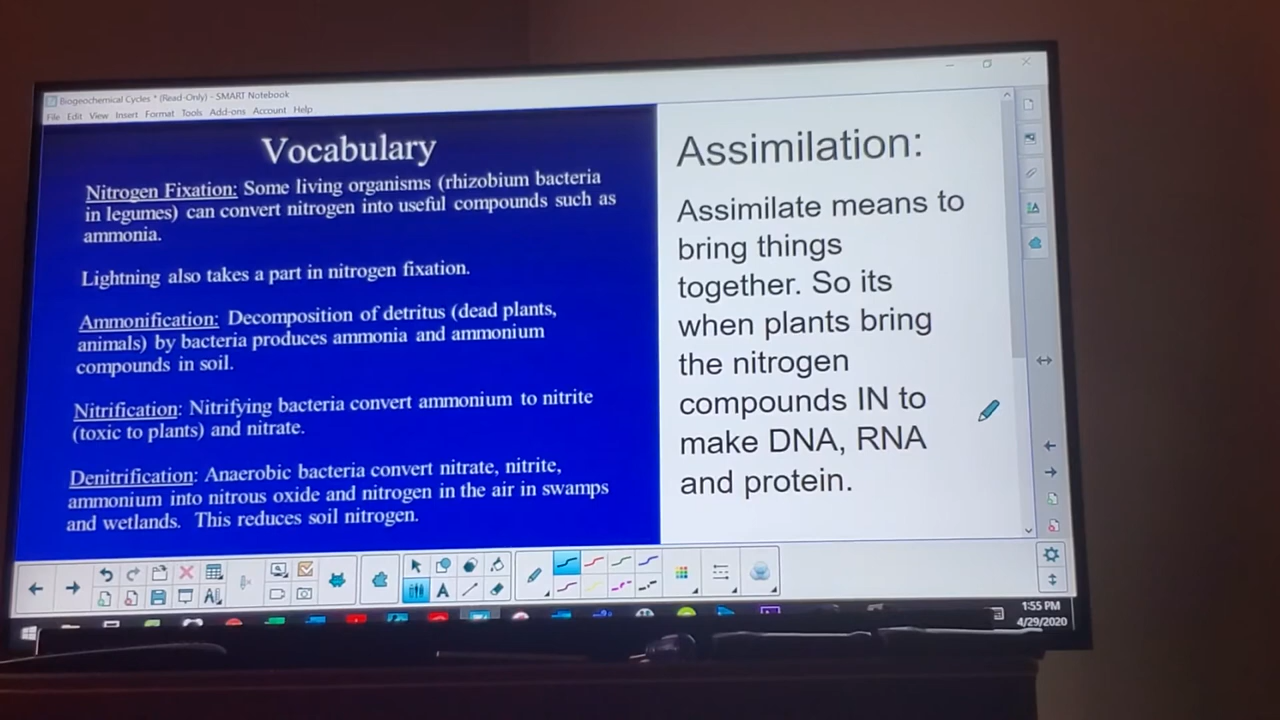 Biogeochemical Cycles * (Read-Only) - SMART Notebook
File Edit View Insert Format Tools Add-ons Account Help
Vocabulary
Nitrogen Fixation: Some living organisms (rhizobium bacteria
in legumes) can convert nitrogen into useful compounds such as
ammonia.
Lightning also takes a part in nitrogen fixation.
Ammonification: Decomposition of detritus (dead plants,
animals) by bacteria produces ammonia and ammonium
compounds in soil.
Nitrification: Nitrifying bacteria convert ammonium to nitrite
(toxic to plants) and nitrate.
Denitrification: Anaerobic bacteria convert nitrate, nitrite,
ammonium into nitrous oxide and nitrogen in the air in swamps
and wetlands. This reduces soil nitrogen.
Assimilation:
Assimilate means to
bring things
together. So its
when plants bring
the nitrogen
compounds IN to
make DNA, RNA
and protein.
1:55 PM
4/29/2020